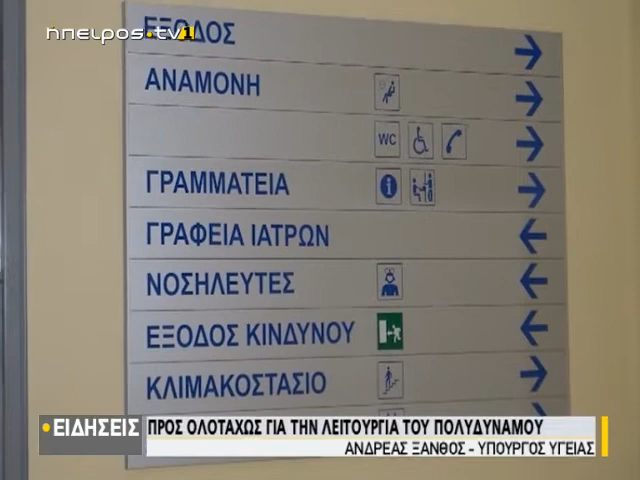 ηπειρος.tv1
ΕΞΟΔΟΣ
ΑΝΑΜΟΝΗ
WC
ΓΡΑΜΜΑΤΕΙΑ
ΓΡΑΦΕΙΑ ΙΑΤΡΩΝ
ΝΟΣΗΛΕΥΤΕΣ
ΕΞΟΔΟΣ ΚΙΝΔΥΝΟΥ
ΚΛΙΜΑΚΟΣΤΑΣΙΟ
ΕΙΔΗΣΕΙΣ
ΠΡΟΣ ΟΛΟΤΑΧΩΣ ΓΙΑ ΤΗΝ ΛΕΙΤΟΥΡΓΙΑ ΤΟΥ ΠΟΛΥΔΥΝΑΜΟΥ
ΑΝΔΡΕΑΣ ΞΑΝΘΟΣ - ΥΠΟΥΡΓΟΣ ΥΓΕΙΑΣ